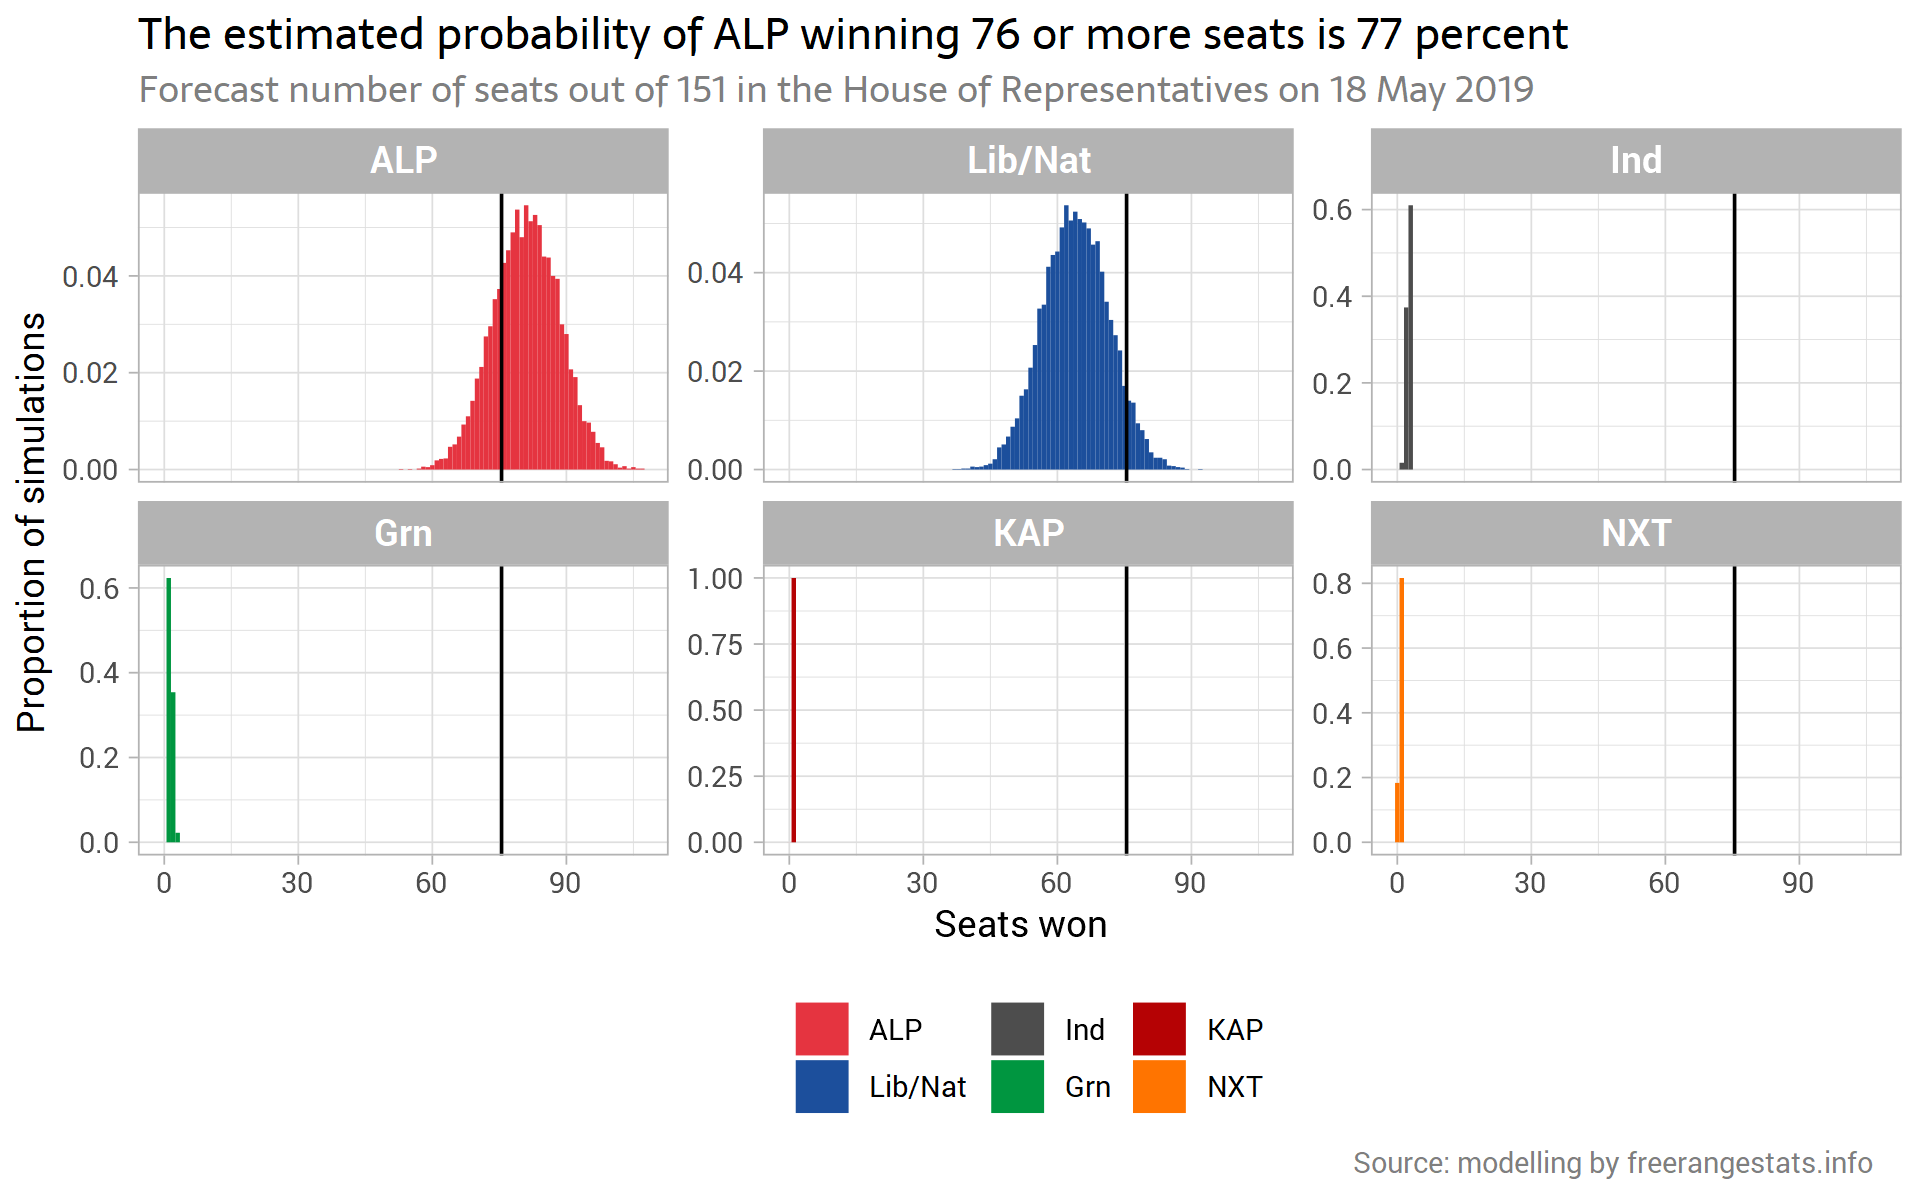 The estimated probability of ALP winning 76 or more seats is 77 percent
Forecast number of seats out of 151 in the House of Representatives on 18 May 2019
ALP
Lib/Nat
Ind
0.04
0.02
0.00
0.04
0.02
0.00
0.6
0.4
0.2
0.0
Proportion of simulations
Grn
KAP
NXT
0.6
0.4
0.2
0.0
1.00
0.75
0.50
0.25
0.00
0.8
0.6
0.4
0.2
0.0
0 30 60 90
0 30 60 90
0 30 60 90
Seats won
ALP
Ind
KAP
Lib/Nat
Grn
NXT
Source: modelling by freerangestats.info